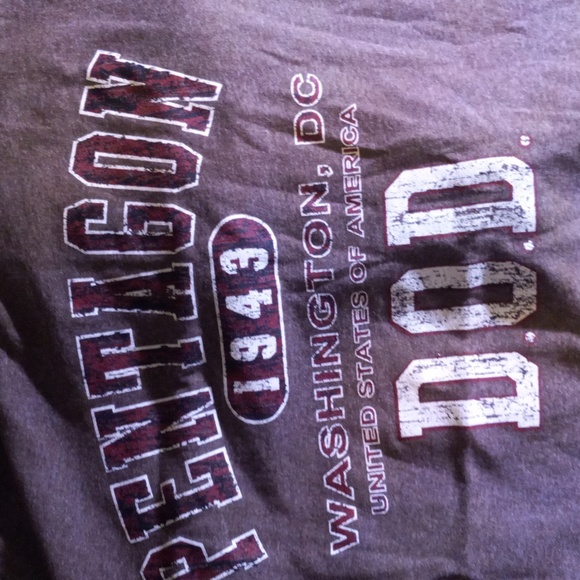 PENTAGON
1943
WASHINGTON, DC
UNITED STATES OF AMERICA
D.O.D.